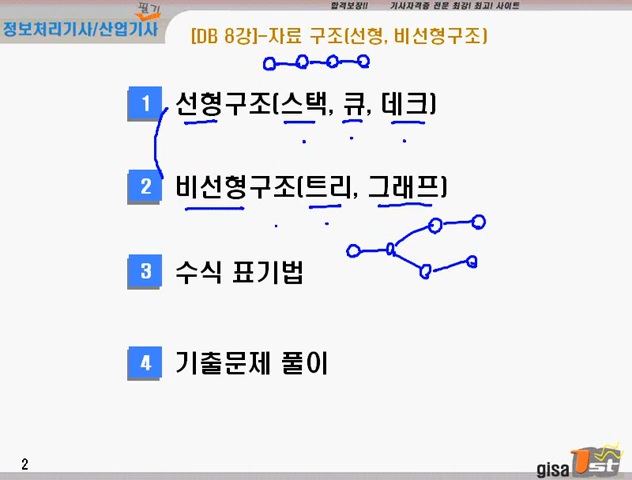 합격보장!! 기사자격증 전문 최강! 최고! 사이트
필기
정보처리기사/산업기사
[DB 8강]-자료 구조(선형, 비선형구조)
1 선형구조(스택, 큐, 데크)
2 비선형구조(트리, 그래프)
3 수식 표기법
4 기출문제 풀이
2
gisa 1st